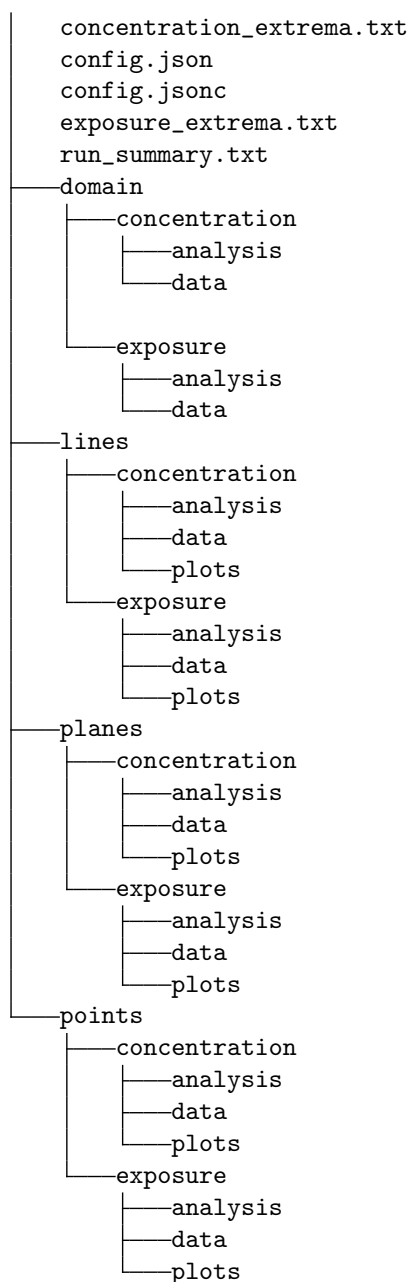 concentration_extrema.txt
config.json
config.jsonc
exposure_extrema.txt
run_summary.txt
domain
concentration
analysis
data
exposure
analysis
data
lines
concentration
analysis
data
plots
exposure
analysis
data
plots
planes
concentration
analysis
data
plots
exposure
analysis
data
plots
points
concentration
analysis
data
plots
exposure
analysis
data
plots